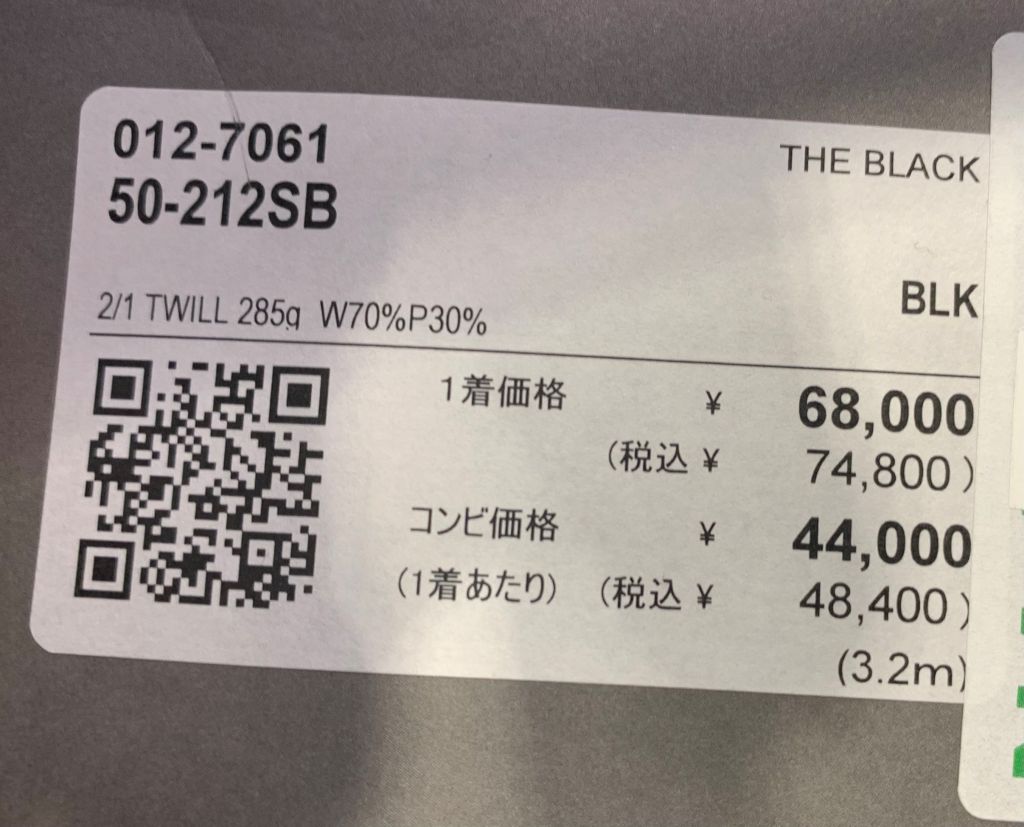 012-7061
50-212SB
THE BLACK
BLK
2/1 TWILL 285g W70%P30%
1着価格 ¥ 68,000
(税込 ¥ 74,800)
コンビ価格 ¥ 44,000
(1着あたり) (税込 ¥ 48,400)
(3.2m)